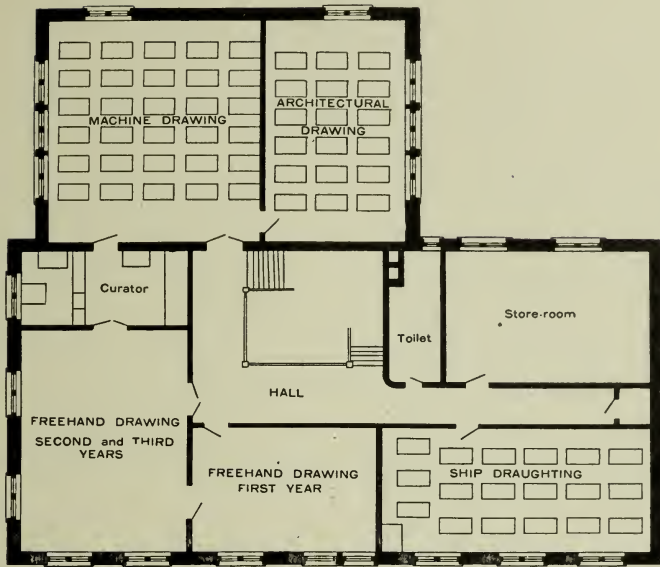 MACHINE DRAWING
ARCHITECTURAL
DRAWING
Curator
Toilet
Store-room
HALL
FREEHAND DRAWING
SECOND and THIRD
YEARS
FREEHAND DRAWING
FIRST YEAR
SHIP DRAUGHTING